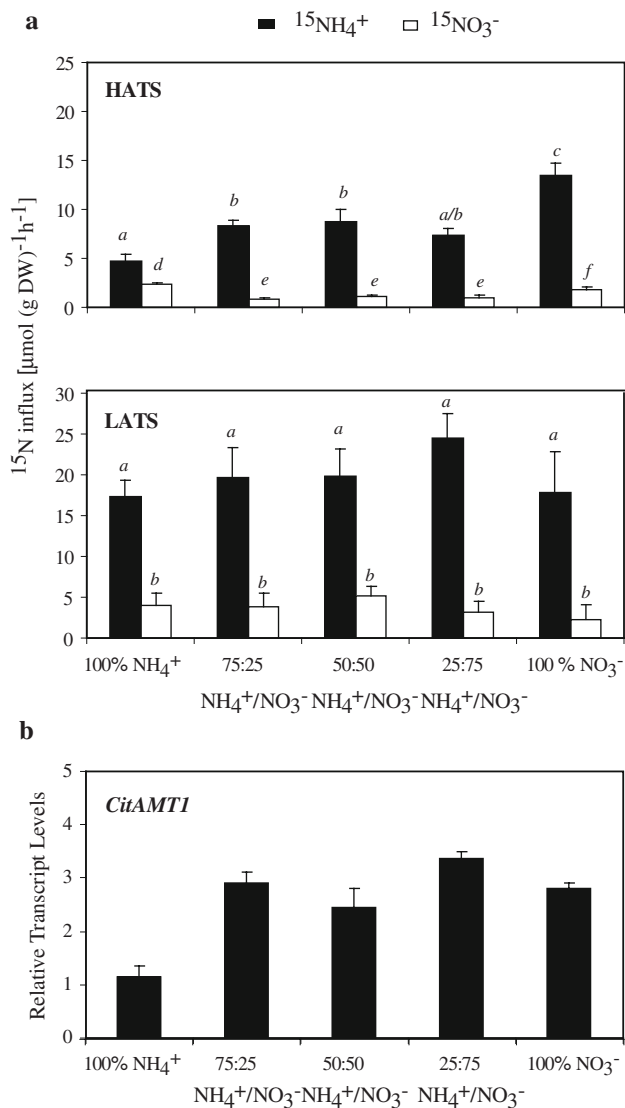 a
■ ¹⁵NH₄⁺ □ ¹⁵NO₃⁻
¹⁵N influx [µmol (g DW)⁻¹h⁻¹]
25
20
15
10
5
0
HATS
a d b e b e a/b e c f
30
25
20
15
10
5
0
LATS
a b a b a b a b a b
100% NH₄⁺ 75:25 50:50 25:75 100 % NO₃⁻
NH₄⁺/NO₃⁻ NH₄⁺/NO₃⁻ NH₄⁺/NO₃⁻
b
Relative Transcript Levels
5
4
3
2
1
0
CitAMT1
100% NH₄⁺ 75:25 50:50 25:75 100% NO₃⁻
NH₄⁺/NO₃⁻ NH₄⁺/NO₃⁻ NH₄⁺/NO₃⁻